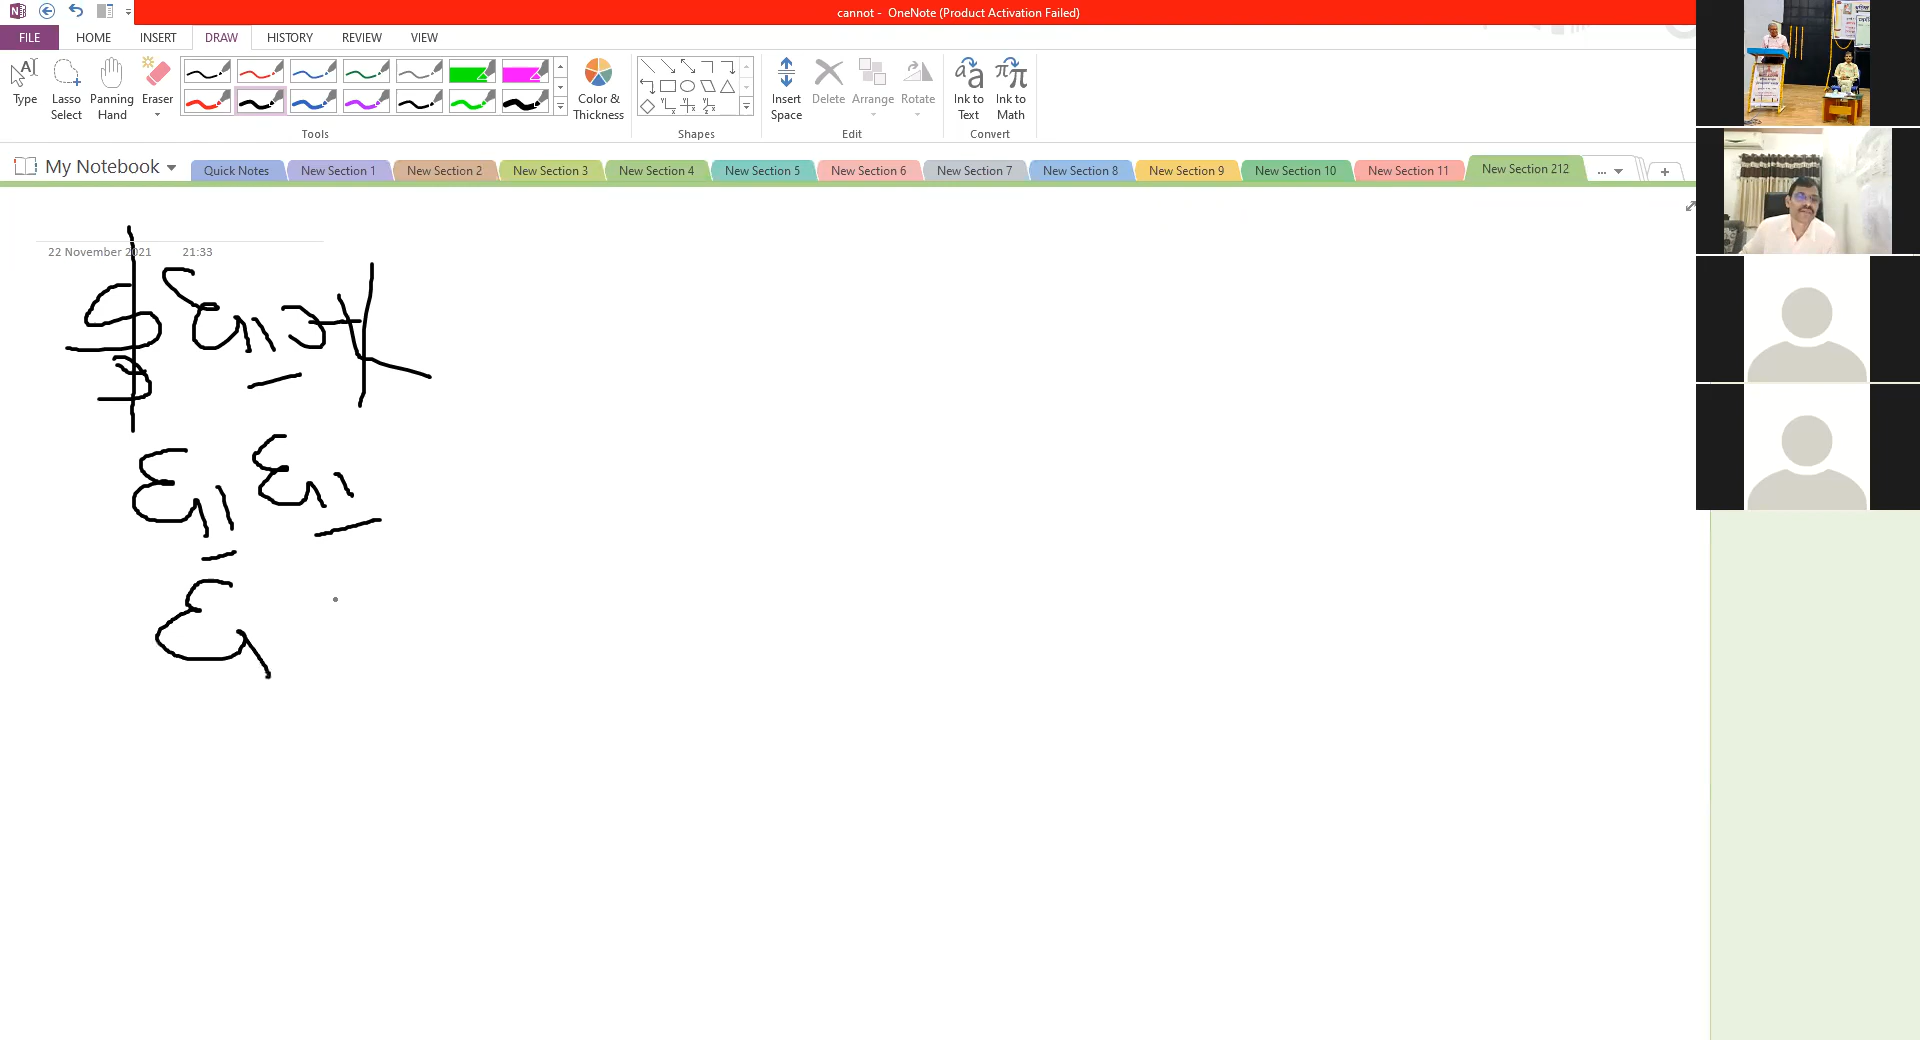 cannot - OneNote (Product Activation Failed)
FILE HOME INSERT DRAW HISTORY REVIEW VIEW
Type
Lasso Select
Panning Hand
Eraser
Color & Thickness
Insert Space
Delete
Arrange
Rotate
Ink to Text
Ink to Math
Tools Shapes Edit Convert
My Notebook Quick Notes New Section 1 New Section 2 New Section 3 New Section 4 New Section 5 New Section 6 New Section 7 New Section 8 New Section 9 New Section 10 New Section 11 New Section 212 ...
22 November 2021 21:33